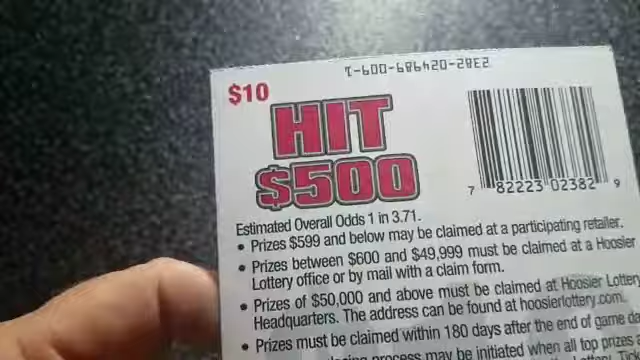 2382-024989-009-1
$10
HIT
$500
7 82223 02382 9
Estimated Overall Odds 1 in 3.71.
• Prizes $599 and below may be claimed at a participating retailer.
• Prizes between $600 and $49,999 must be claimed at a Hoosier
Lottery office or by mail with a claim form.
• Prizes of $50,000 and above must be claimed at Hoosier Lottery
Headquarters. The address can be found at hoosierlottery.com.
• Prizes must be claimed within 180 days after the end of game
process may be initiated when all top prizes